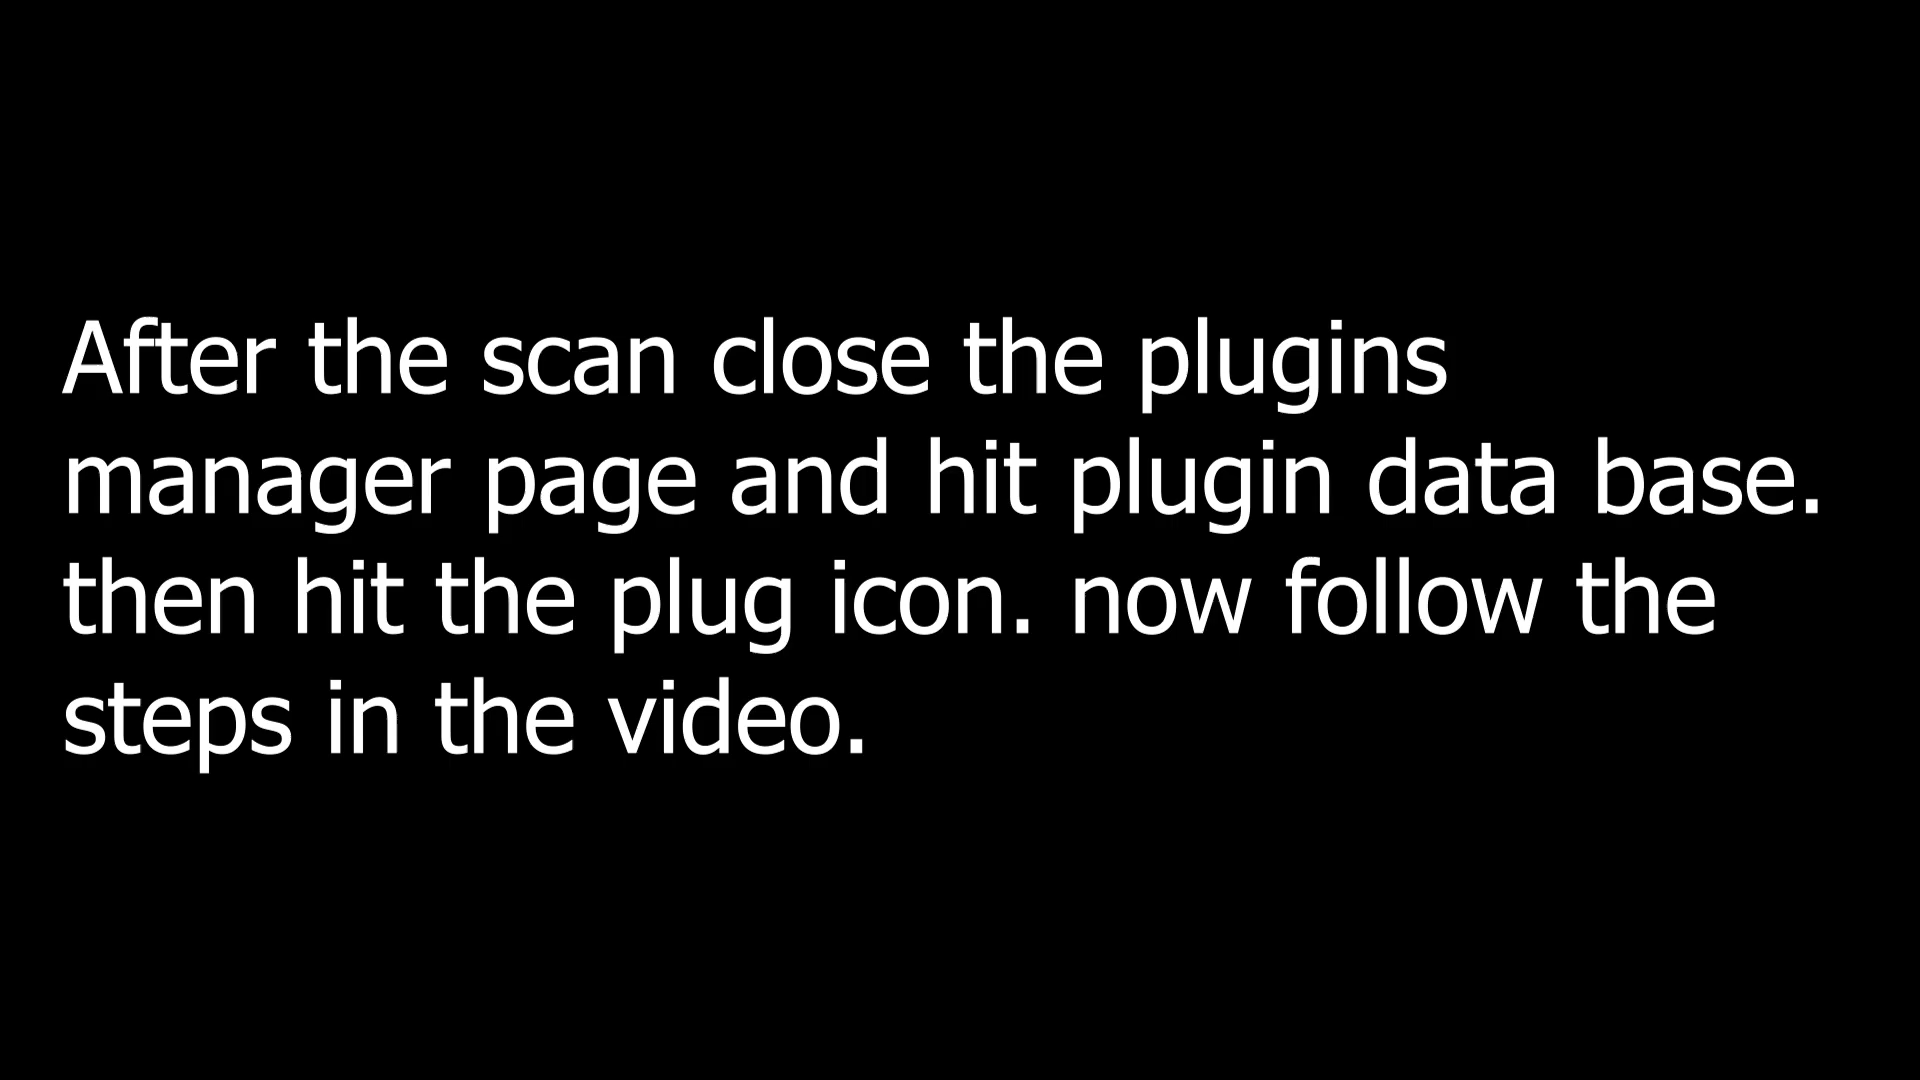 After the scan close the plugins
manager page and hit plugin data base.
then hit the plug icon. now follow the
steps in the video.